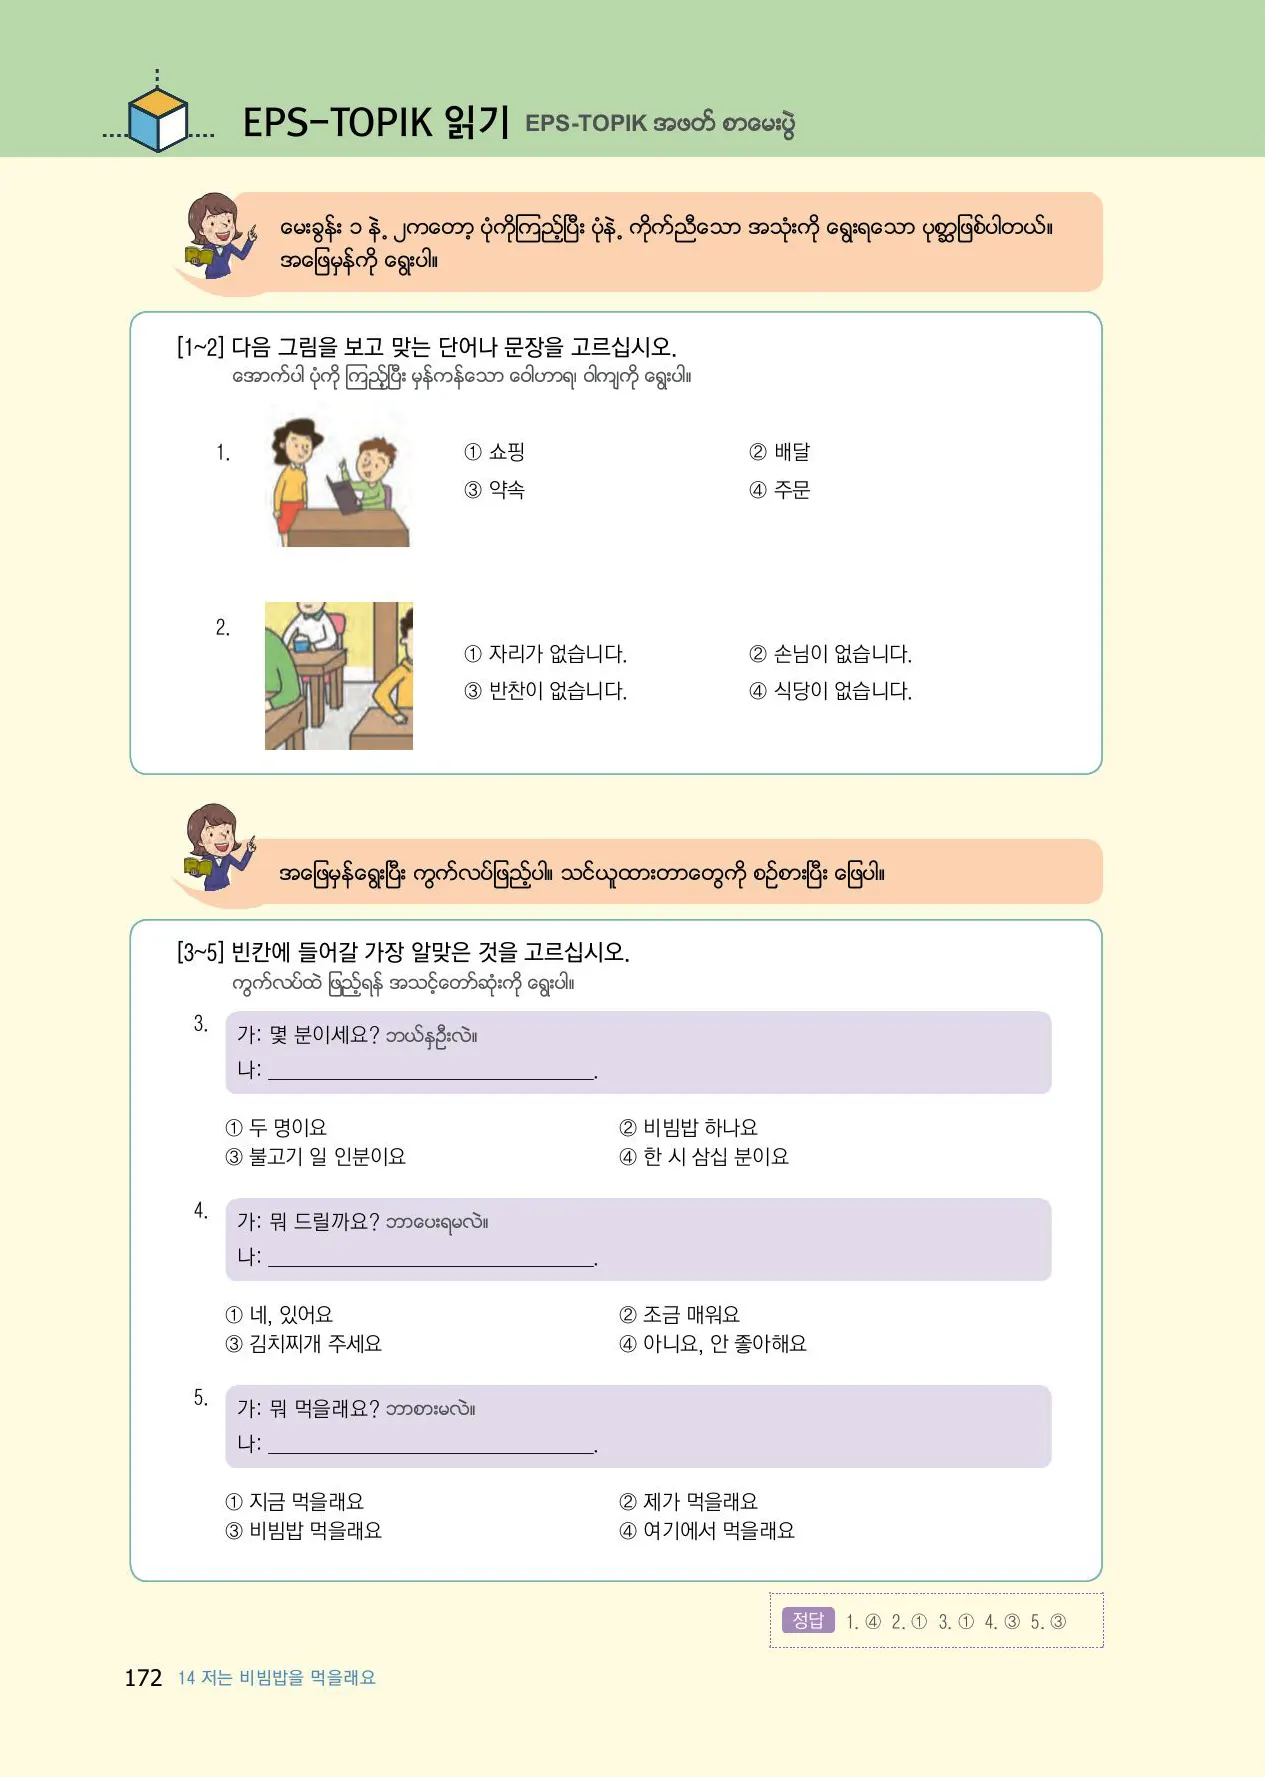 EPS-TOPIK 읽기 EPS-TOPIK အဖတ် စာမေးပွဲ
မေးခွန်း ၁ နဲ့ ၂ကတော့ ပုံကိုကြည့်ပြီး ပုံနဲ့ ကိုက်ညီသော အသုံးကို ရွေးရသော ပုစ္ဆာဖြစ်ပါတယ်။
အဖြေမှန်ကို ရွေးပါ။
[1~2] 다음 그림을 보고 맞는 단어나 문장을 고르십시오.
အောက်ပါ ပုံကို ကြည့်ပြီး မှန်ကန်သော ဝေါဟာရ၊ ဝါကျကို ရွေးပါ။
1.
① 쇼핑 ② 배달
③ 약속 ④ 주문
2.
① 자리가 없습니다. ② 손님이 없습니다.
③ 반찬이 없습니다. ④ 식당이 없습니다.
အဖြေမှန်ရွေးပြီး ကွက်လပ်ဖြည့်ပါ။ သင်ယူထားတာတွေကို စဉ်စားပြီး ဖြေပါ။
[3~5] 빈칸에 들어갈 가장 알맞은 것을 고르십시오.
ကွက်လပ်ထဲ ဖြည့်ရန် အသင့်တော်ဆုံးကို ရွေးပါ။
3. 가: 몇 분이세요? ဘယ်နှဦးလဲ။
나: ______________________________.
① 두 명이요 ② 비빔밥 하나요
③ 불고기 일 인분이요 ④ 한 시 삼십 분이요
4. 가: 뭐 드릴까요? ဘာပေးရမလဲ။
나: ______________________________.
① 네, 있어요 ② 조금 매워요
③ 김치찌개 주세요 ④ 아니요, 안 좋아해요
5. 가: 뭐 먹을래요? ဘာစားမလဲ။
나: ______________________________.
① 지금 먹을래요 ② 제가 먹을래요
③ 비빔밥 먹을래요 ④ 여기에서 먹을래요
정답 1. ④ 2. ① 3. ① 4. ③ 5. ③
172 14 저는 비빔밥을 먹을래요